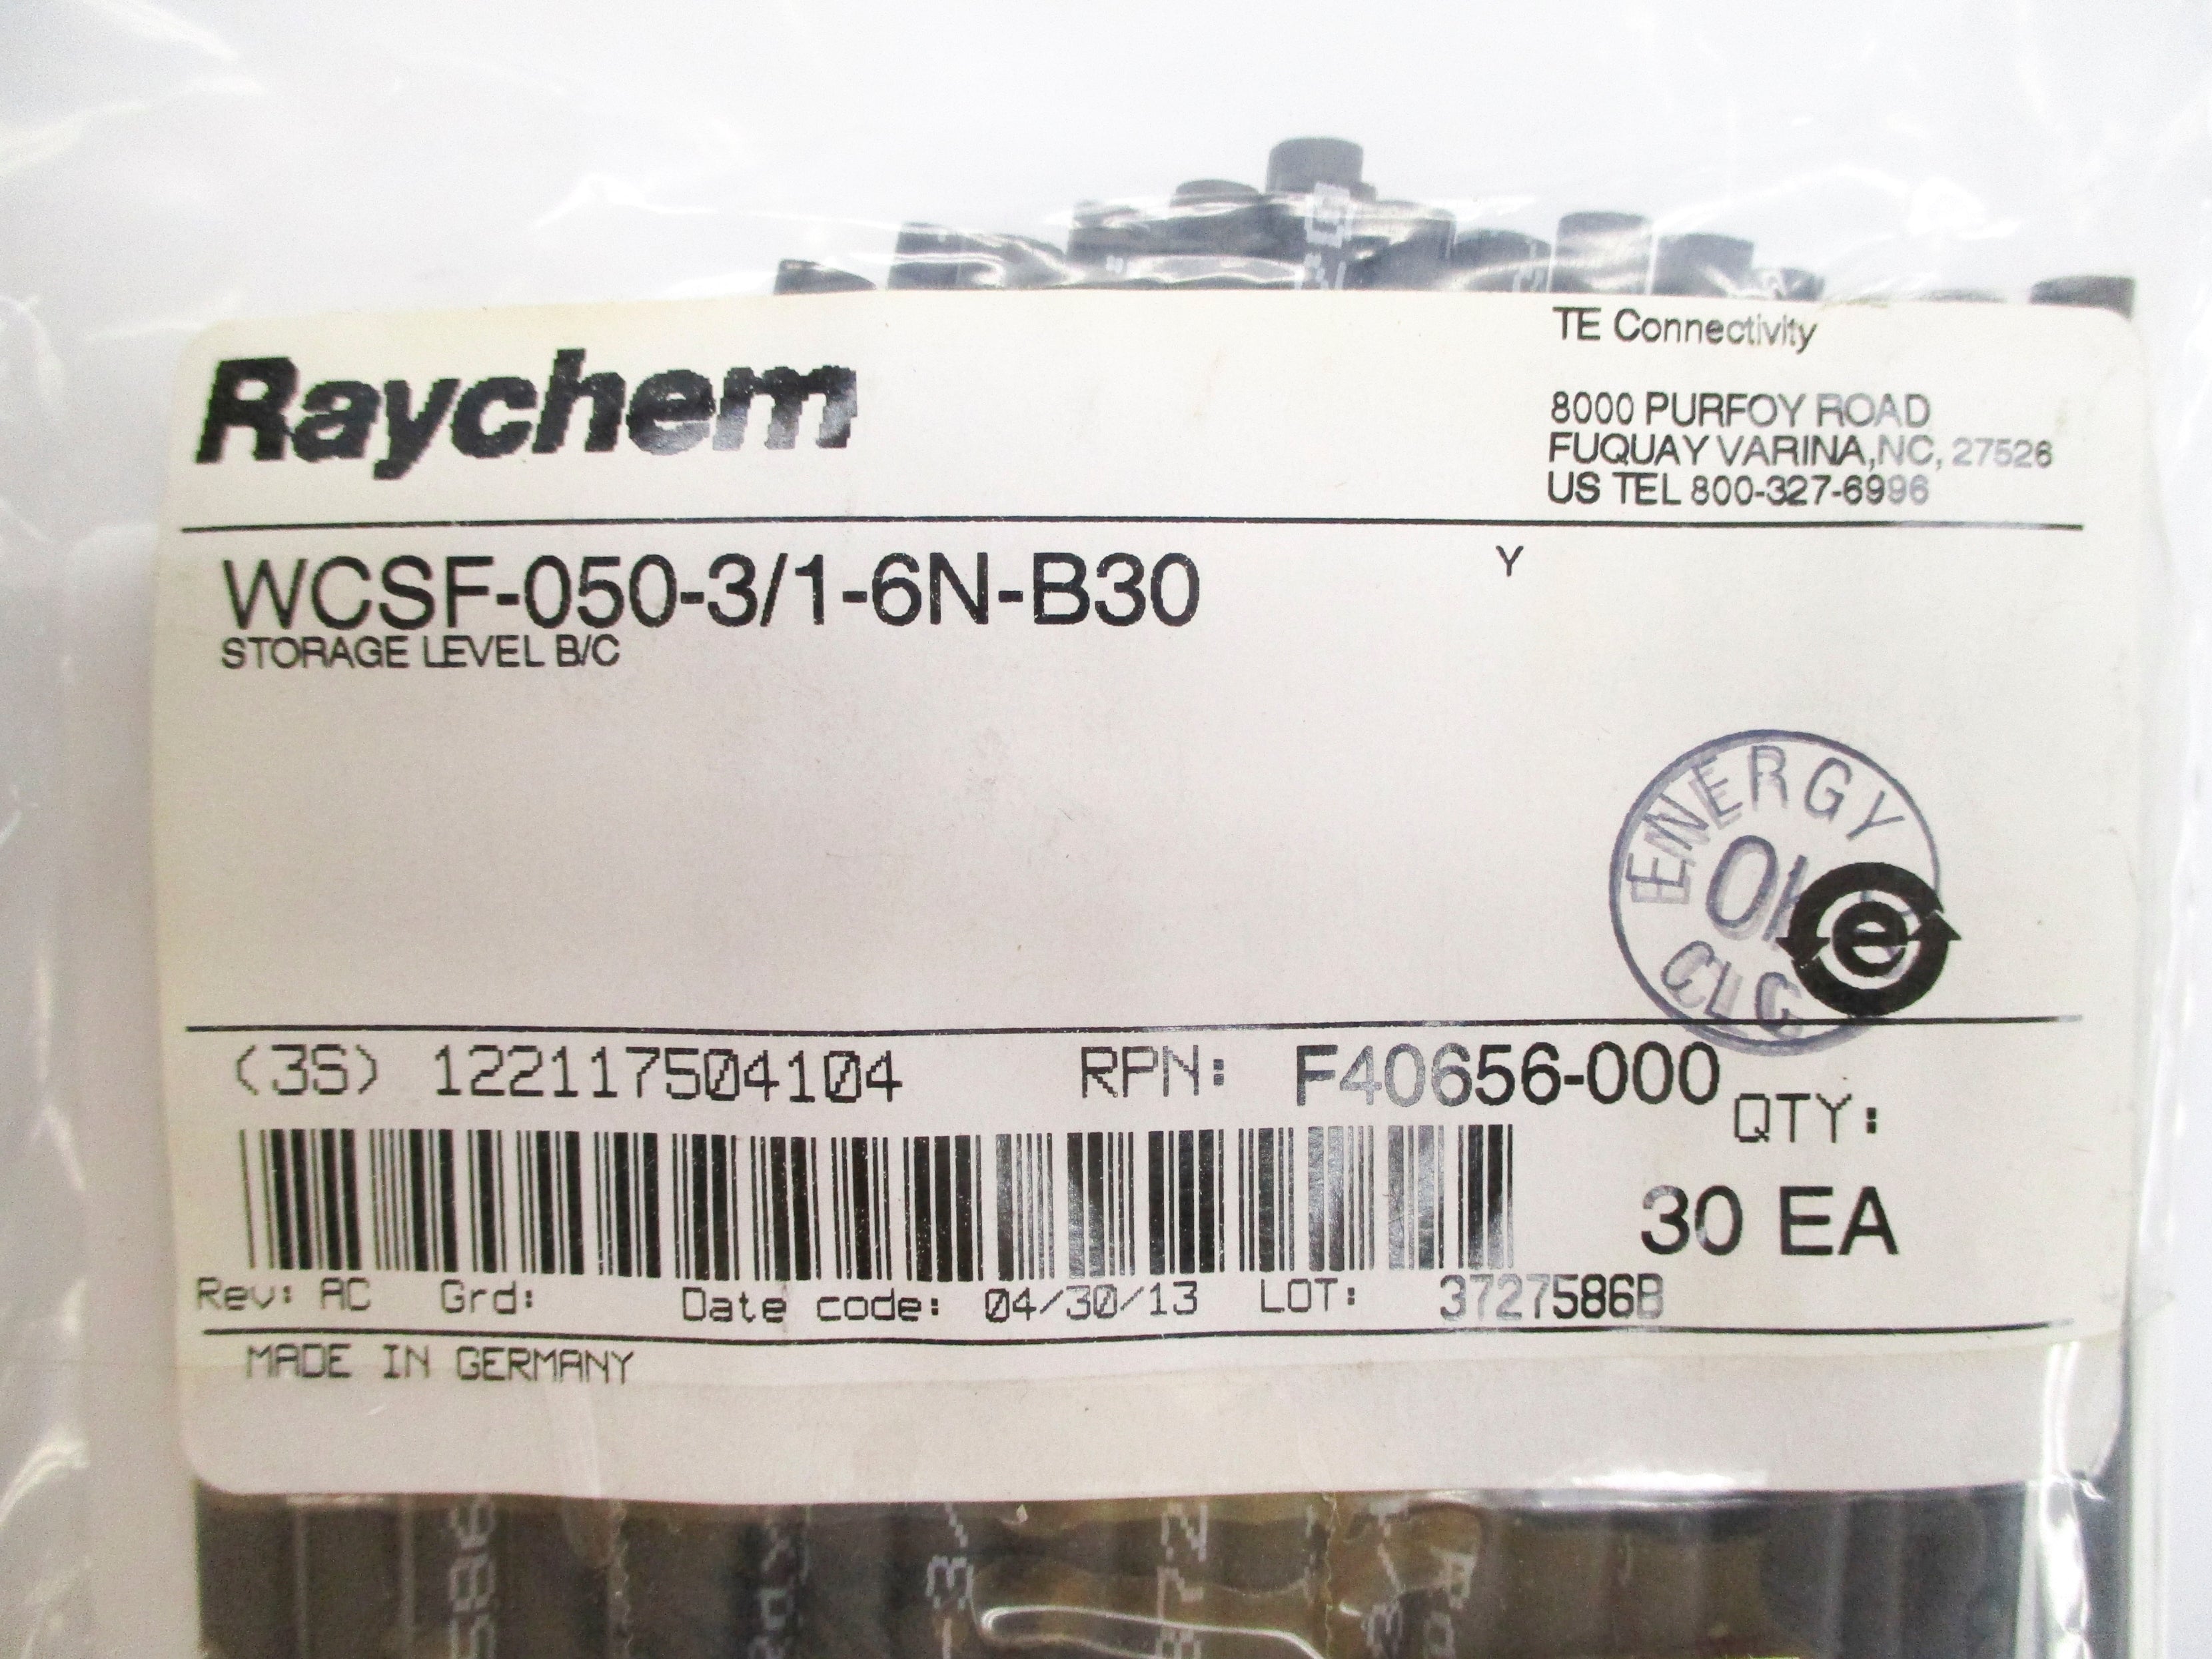 Raychem
TE Connectivity
8000 PURFOY ROAD
FUQUAY VARINA,NC, 27526
US TEL 800-327-6996
WCSF-050-3/1-6N-B30
Y
STORAGE LEVEL B/C
ENERGY
OK
CLC
e
(3S) 122117504104
RPN: F40656-000
QTY:
30 EA
Rev: AC Grd: Date code: 04/30/13 LOT: 3727586B
MADE IN GERMANY